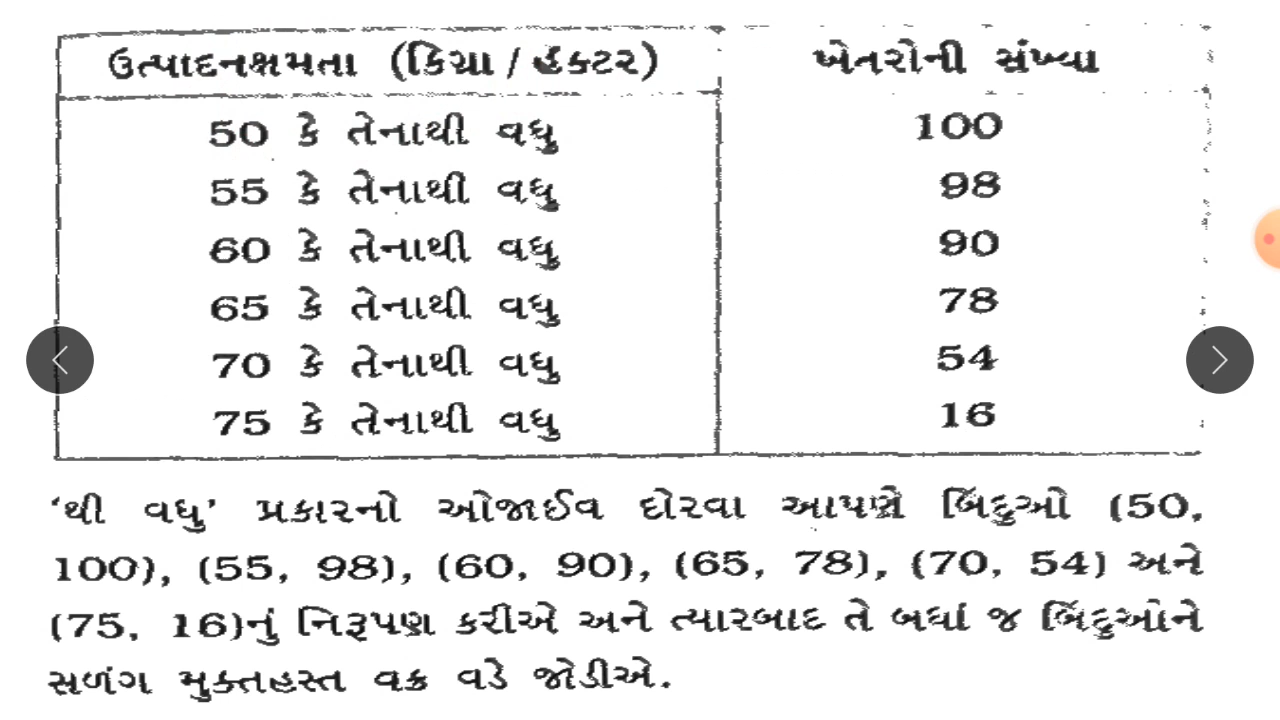 ઉત્પાદનક્ષમતા (કિગ્રા / હૅક્ટર) ખેતરોની સંખ્યા
50 કે તેનાથી વધુ 100
55 કે તેનાથી વધુ 98
60 કે તેનાથી વધુ 90
65 કે તેનાથી વધુ 78
70 કે તેનાથી વધુ 54
75 કે તેનાથી વધુ 16
‘થી વધુ’ પ્રકારનો ઓજાઈવ દોરવા આપણે બિંદુઓ (50,
100), (55, 98), (60, 90), (65, 78), (70, 54) અને
(75, 16)નું નિરૂપણ કરીએ અને ત્યારબાદ તે બધાં જ બિંદુઓને
સળંગ મુક્તહસ્ત વક્ર વડે જોડીએ.